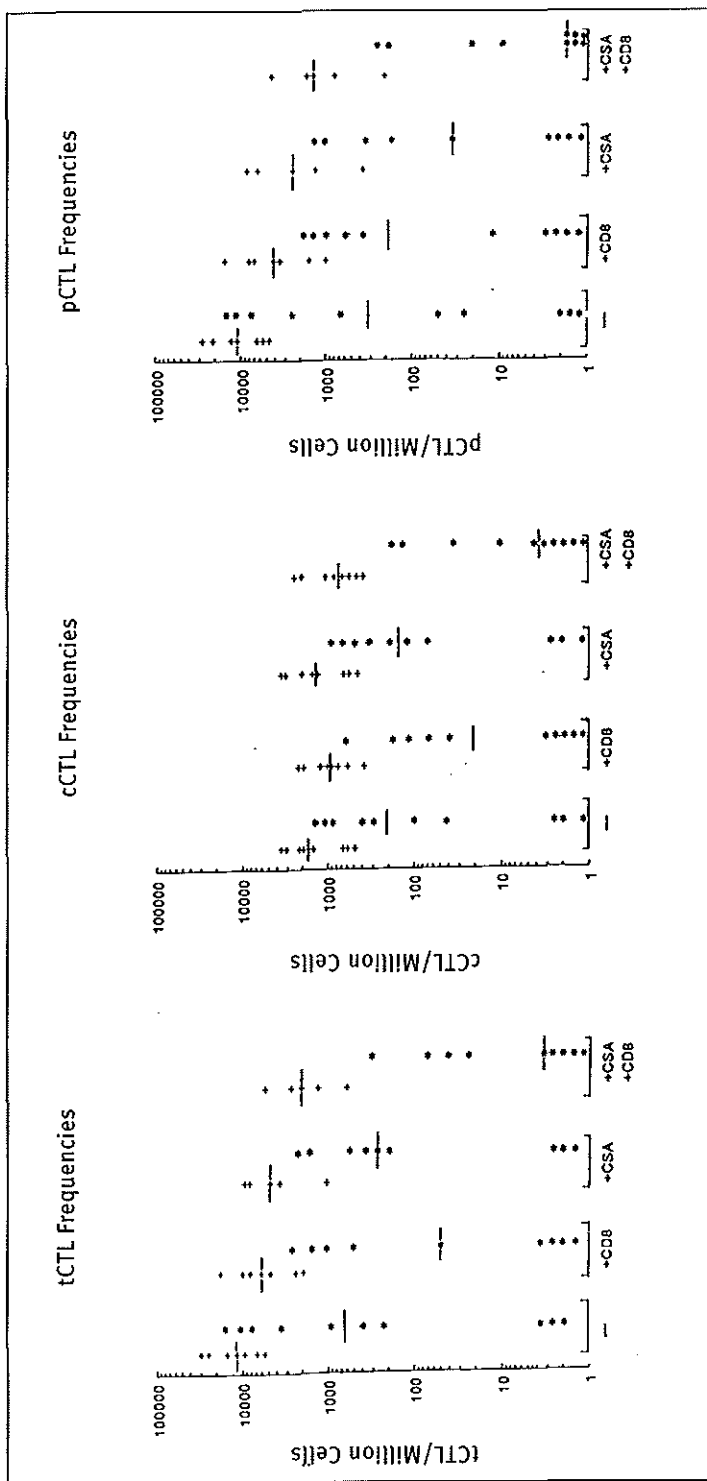 tCTL Frequencies
tCTL/Million Cells
100000
10000
1000
100
10
1
—
+CD8
+CSA
+CSA
+CD8
cCTL Frequencies
cCTL/Million Cells
100000
10000
1000
100
10
1
—
+CD8
+CSA
+CSA
+CD8
pCTL Frequencies
pCTL/Million Cells
100000
10000
1000
100
10
1
—
+CD8
+CSA
+CSA
+CD8